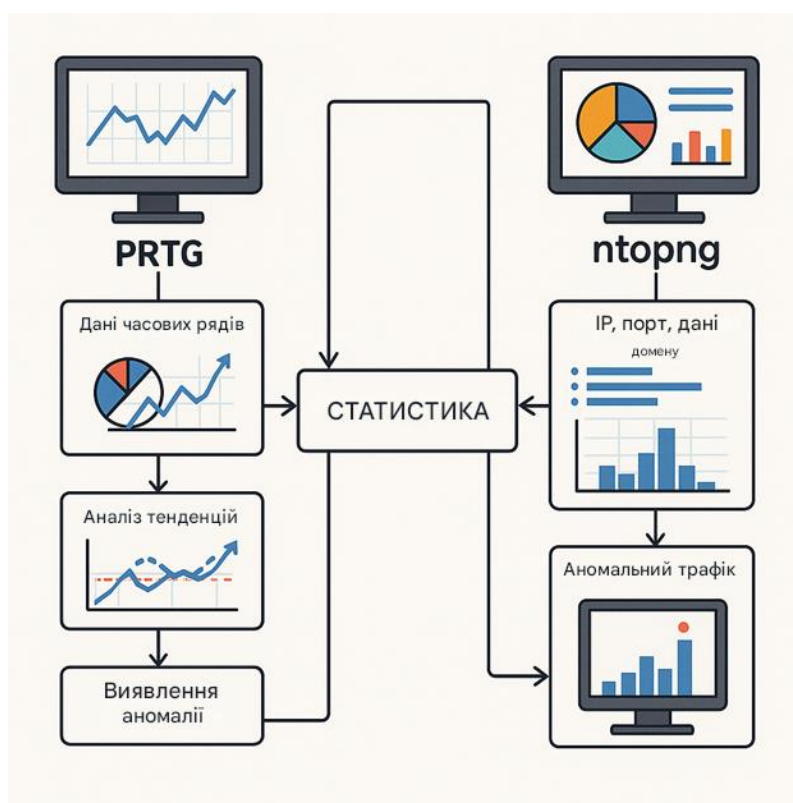 PRTG
ntopng
Дані часових рядів
IP, порт, дані
домену
СТАТИСТИКА
Аналіз тенденцій
Аномальний трафік
Виявлення
аномалії